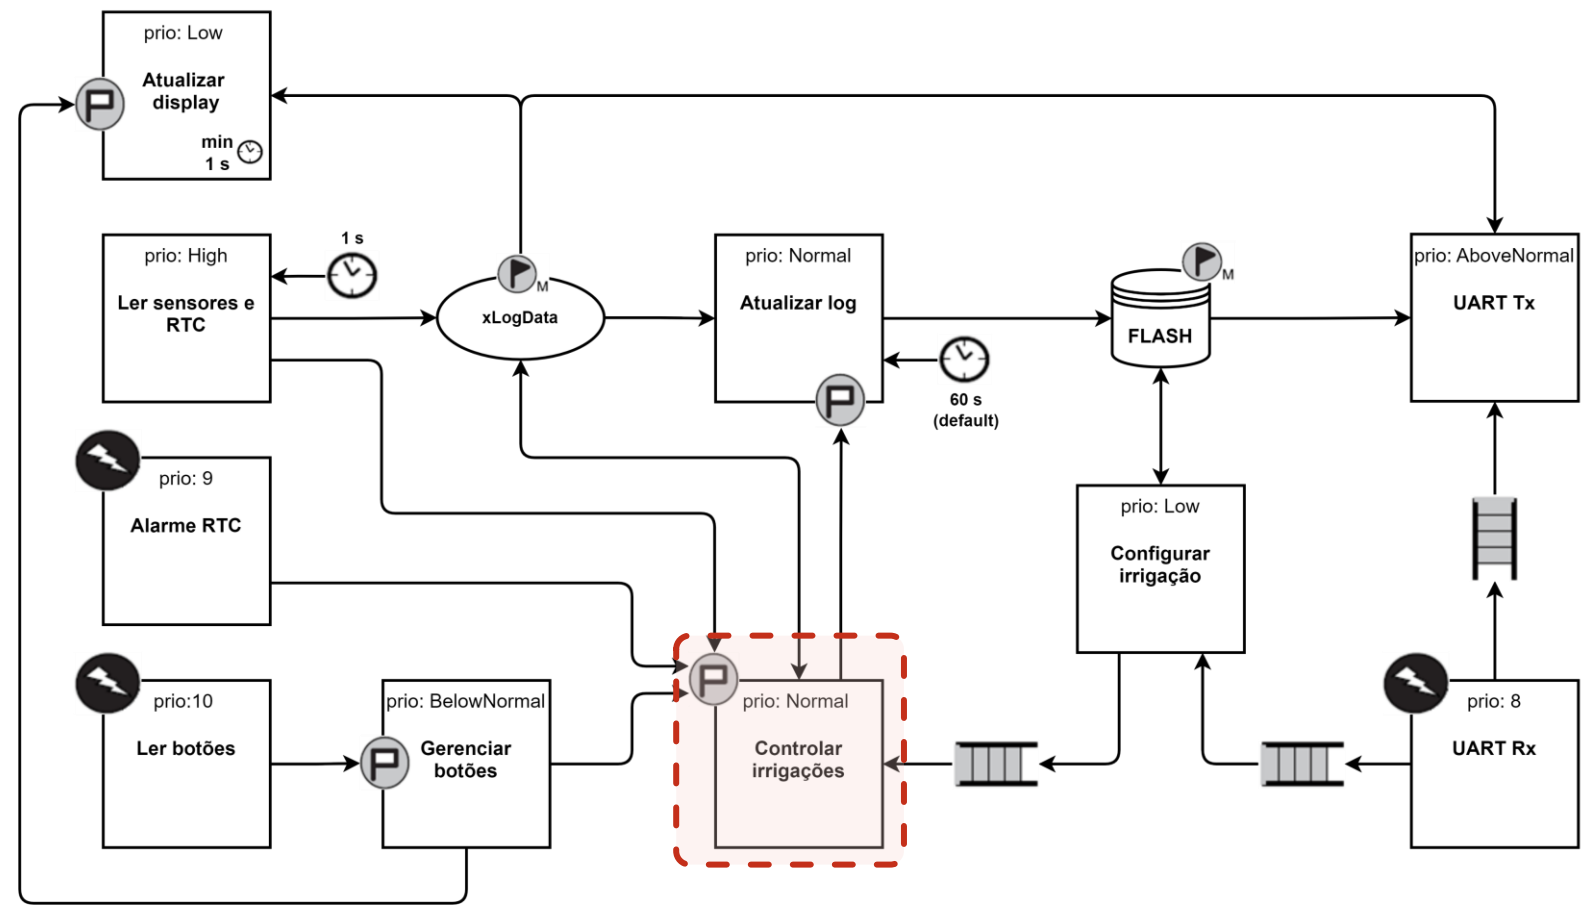 prio: Low
Atualizar
display
min
1 s
prio: High
Ler sensores e
RTC
1 s
M
xLogData
prio: Normal
Atualizar log
60 s
(default)
M
FLASH
prio: AboveNormal
UART Tx
prio: 9
Alarme RTC
prio: Low
Configurar
irrigação
prio:10
Ler botões
prio: BelowNormal
Gerenciar
botões
prio: Normal
Controlar
irrigações
prio: 8
UART Rx